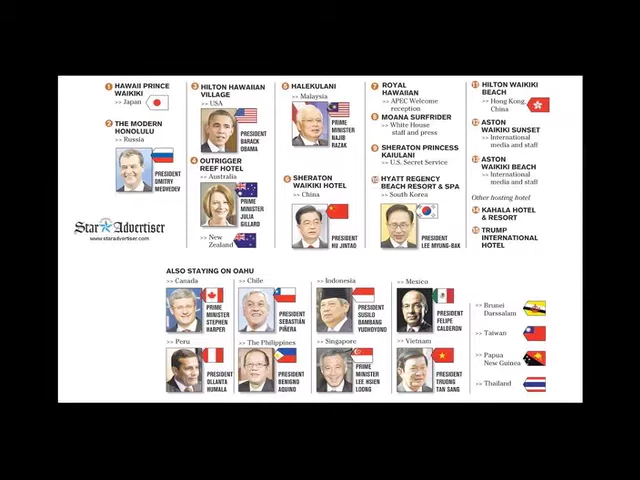 1 HAWAII PRINCE
WAIKIKI
>> Japan
2 THE MODERN
HONOLULU
>> Russia
PRESIDENT
DMITRY
MEDVEDEV
Star Advertiser
www.staradvertiser.com
3 HILTON HAWAIIAN
VILLAGE
>> USA
PRESIDENT
BARACK
OBAMA
4 OUTRIGGER
REEF HOTEL
>> Australia
PRIME
MINISTER
JULIA
GILLARD
>> New
Zealand
5 HALEKULANI
>> Malaysia
PRIME
MINISTER
NAJIB
RAZAK
6 SHERATON
WAIKIKI HOTEL
>> China
PRESIDENT
HU JINTAO
7 ROYAL
HAWAIIAN
>> APEC Welcome
reception
8 MOANA SURFRIDER
>> White House
staff and press
9 SHERATON PRINCESS
KAIULANI
>> U.S. Secret Service
10 HYATT REGENCY
BEACH RESORT & SPA
>> South Korea
PRESIDENT
LEE MYUNG-BAK
11 HILTON WAIKIKI
BEACH
>> Hong Kong,
China
12 ASTON
WAIKIKI SUNSET
>> International
media and staff
13 ASTON
WAIKIKI BEACH
>> International
media and staff
Other hosting hotel
14 KAHALA HOTEL
& RESORT
15 TRUMP
INTERNATIONAL
HOTEL
ALSO STAYING ON OAHU
>> Canada
PRIME
MINISTER
STEPHEN
HARPER
>> Chile
PRESIDENT
SEBASTIÁN
PIÑERA
>> Indonesia
PRESIDENT
SUSILO
BAMBANG
YUDHOYONO
>> Mexico
PRESIDENT
FELIPE
CALDERON
>> Peru
PRESIDENT
OLLANTA
HUMALA
>> The Philippines
PRESIDENT
BENIGNO
AQUINO
>> Singapore
PRIME
MINISTER
LEE HSIEN
LOONG
>> Vietnam
PRESIDENT
TRUONG
TAN SANG
>> Brunei
Darssalam
>> Taiwan
>> Papua
New Guinea
>> Thailand